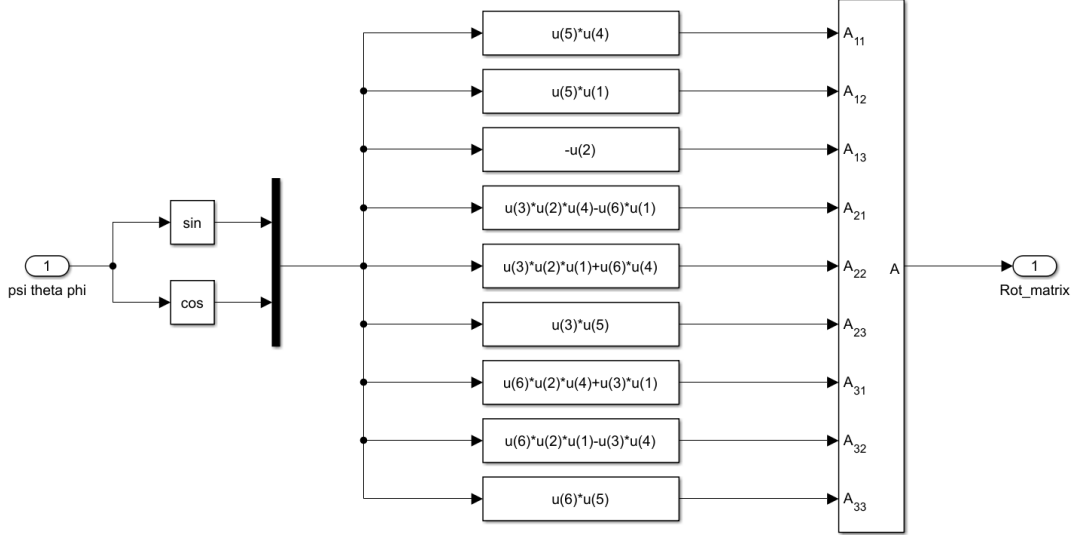 u(5)*u(4)
A11
u(5)*u(1)
A12
-u(2)
A13
sin
u(3)*u(2)*u(4)-u(6)*u(1)
A21
1
psi theta phi
u(3)*u(2)*u(1)+u(6)*u(4)
A22
A
1
Rot_matrix
cos
u(3)*u(5)
A23
u(6)*u(2)*u(4)+u(3)*u(1)
A31
u(6)*u(2)*u(1)-u(3)*u(4)
A32
u(6)*u(5)
A33